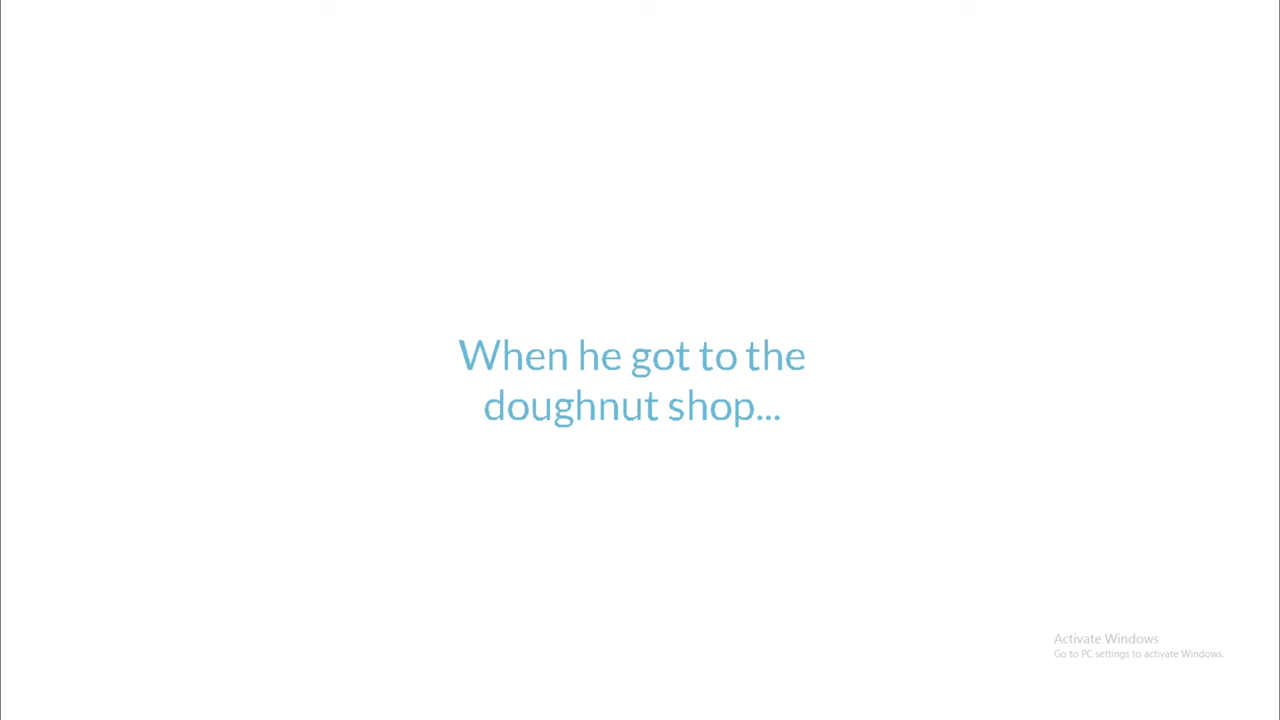 When he got to the
doughnut shop...
Activate Windows
Go to PC settings to activate Windows.